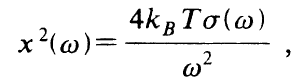 x²(ω) = 4k_B Tσ(ω) / ω² ,